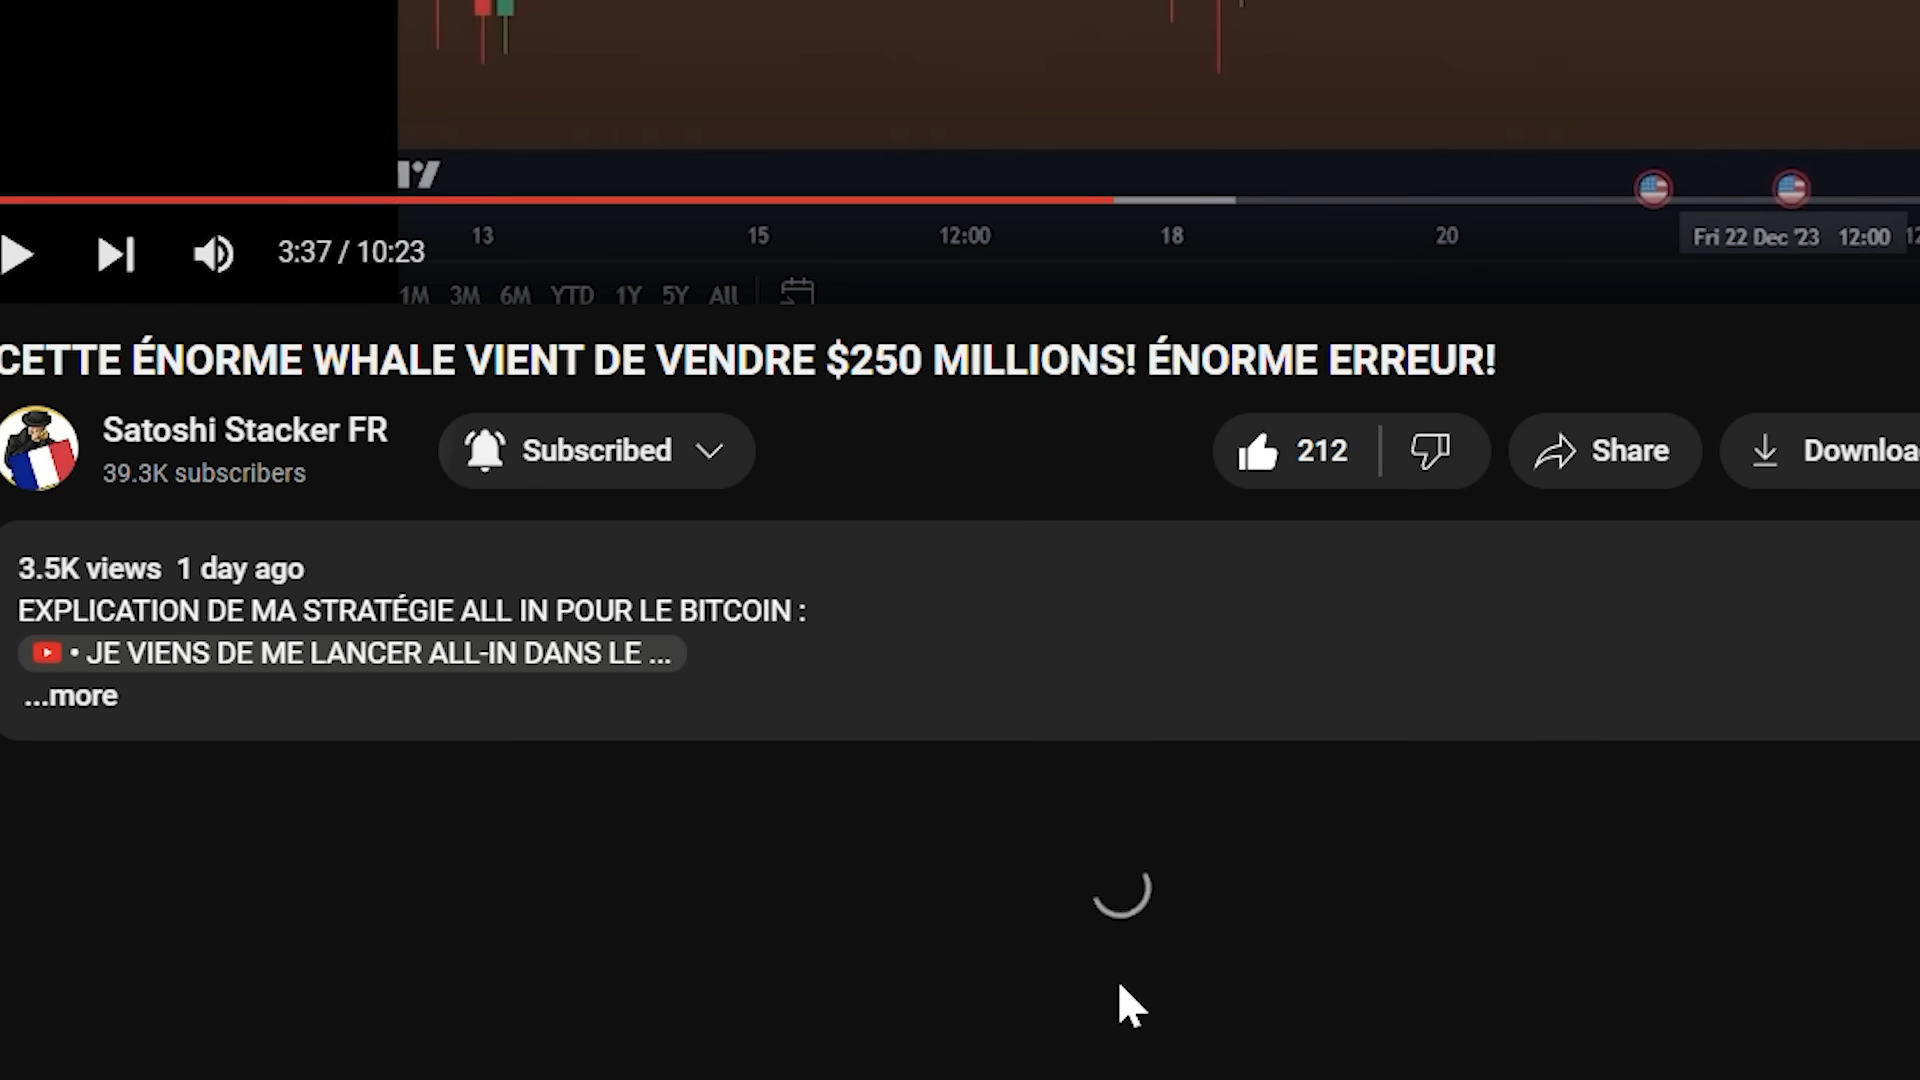 13 15 12:00 18 20 Fri 22 Dec '23 12:00 12
3:37 / 10:23
1M 3M 6M YTD 1Y 5Y All
CETTE ÉNORME WHALE VIENT DE VENDRE $250 MILLIONS! ÉNORME ERREUR!
Satoshi Stacker FR
39.3K subscribers
Subscribed
212
Share
Downloa
3.5K views 1 day ago
EXPLICATION DE MA STRATÉGIE ALL IN POUR LE BITCOIN :
• JE VIENS DE ME LANCER ALL-IN DANS LE ...
...more